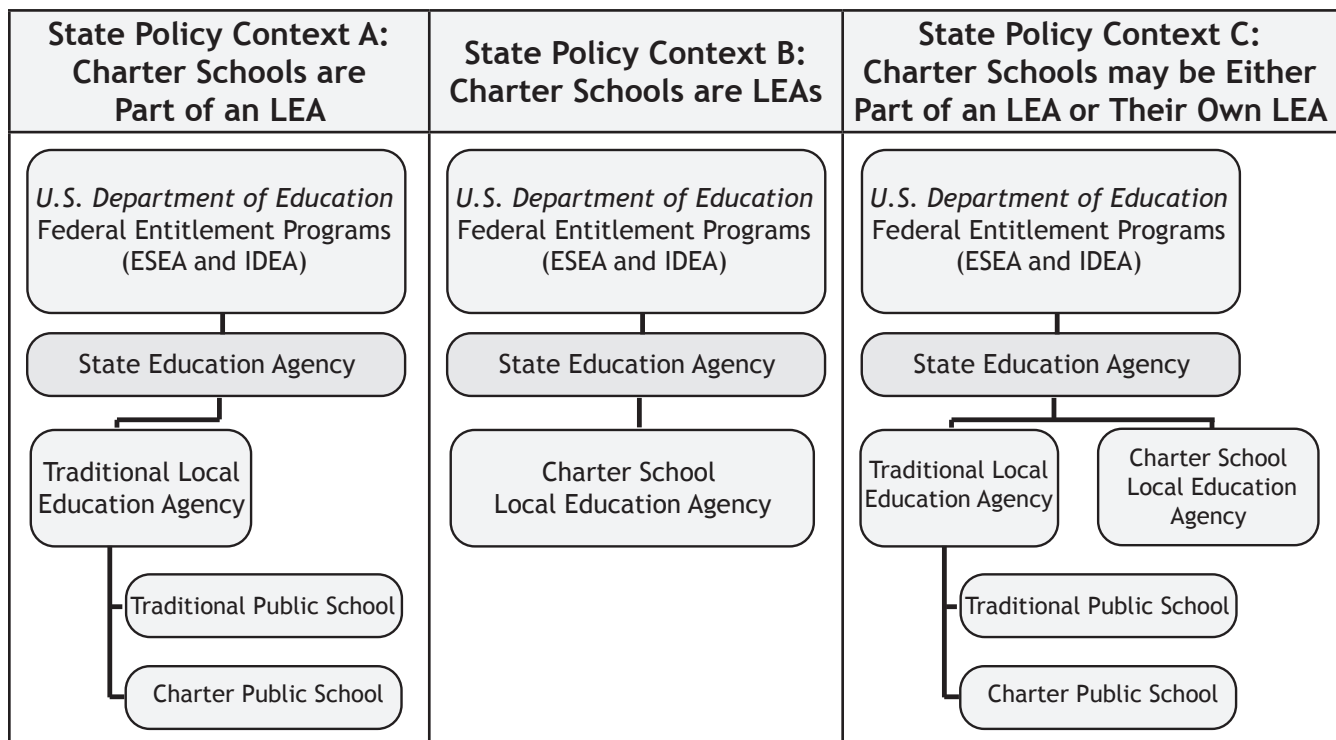 State Policy Context A:
Charter Schools are
Part of an LEA
State Policy Context B:
Charter Schools are LEAs
State Policy Context C:
Charter Schools may be Either
Part of an LEA or Their Own LEA
U.S. Department of Education
Federal Entitlement Programs
(ESEA and IDEA)
State Education Agency
Traditional Local
Education Agency
Traditional Public School
Charter Public School
U.S. Department of Education
Federal Entitlement Programs
(ESEA and IDEA)
State Education Agency
Charter School
Local Education Agency
U.S. Department of Education
Federal Entitlement Programs
(ESEA and IDEA)
State Education Agency
Traditional Local
Education Agency
Charter School
Local Education
Agency
Traditional Public School
Charter Public School